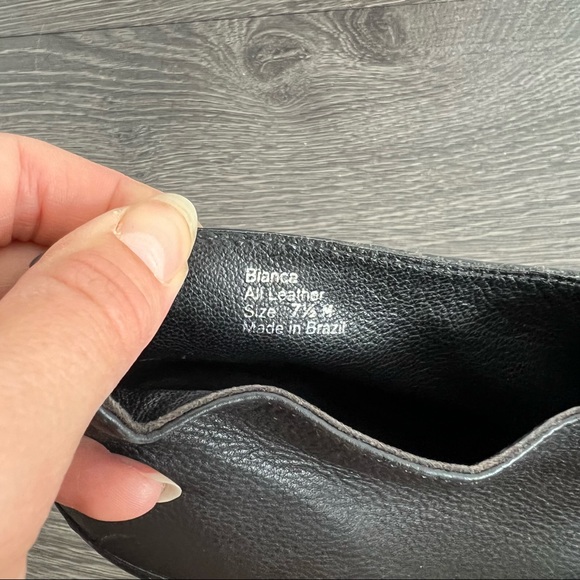 Bianca
All Leather
Size 7½ M
Made in Brazil